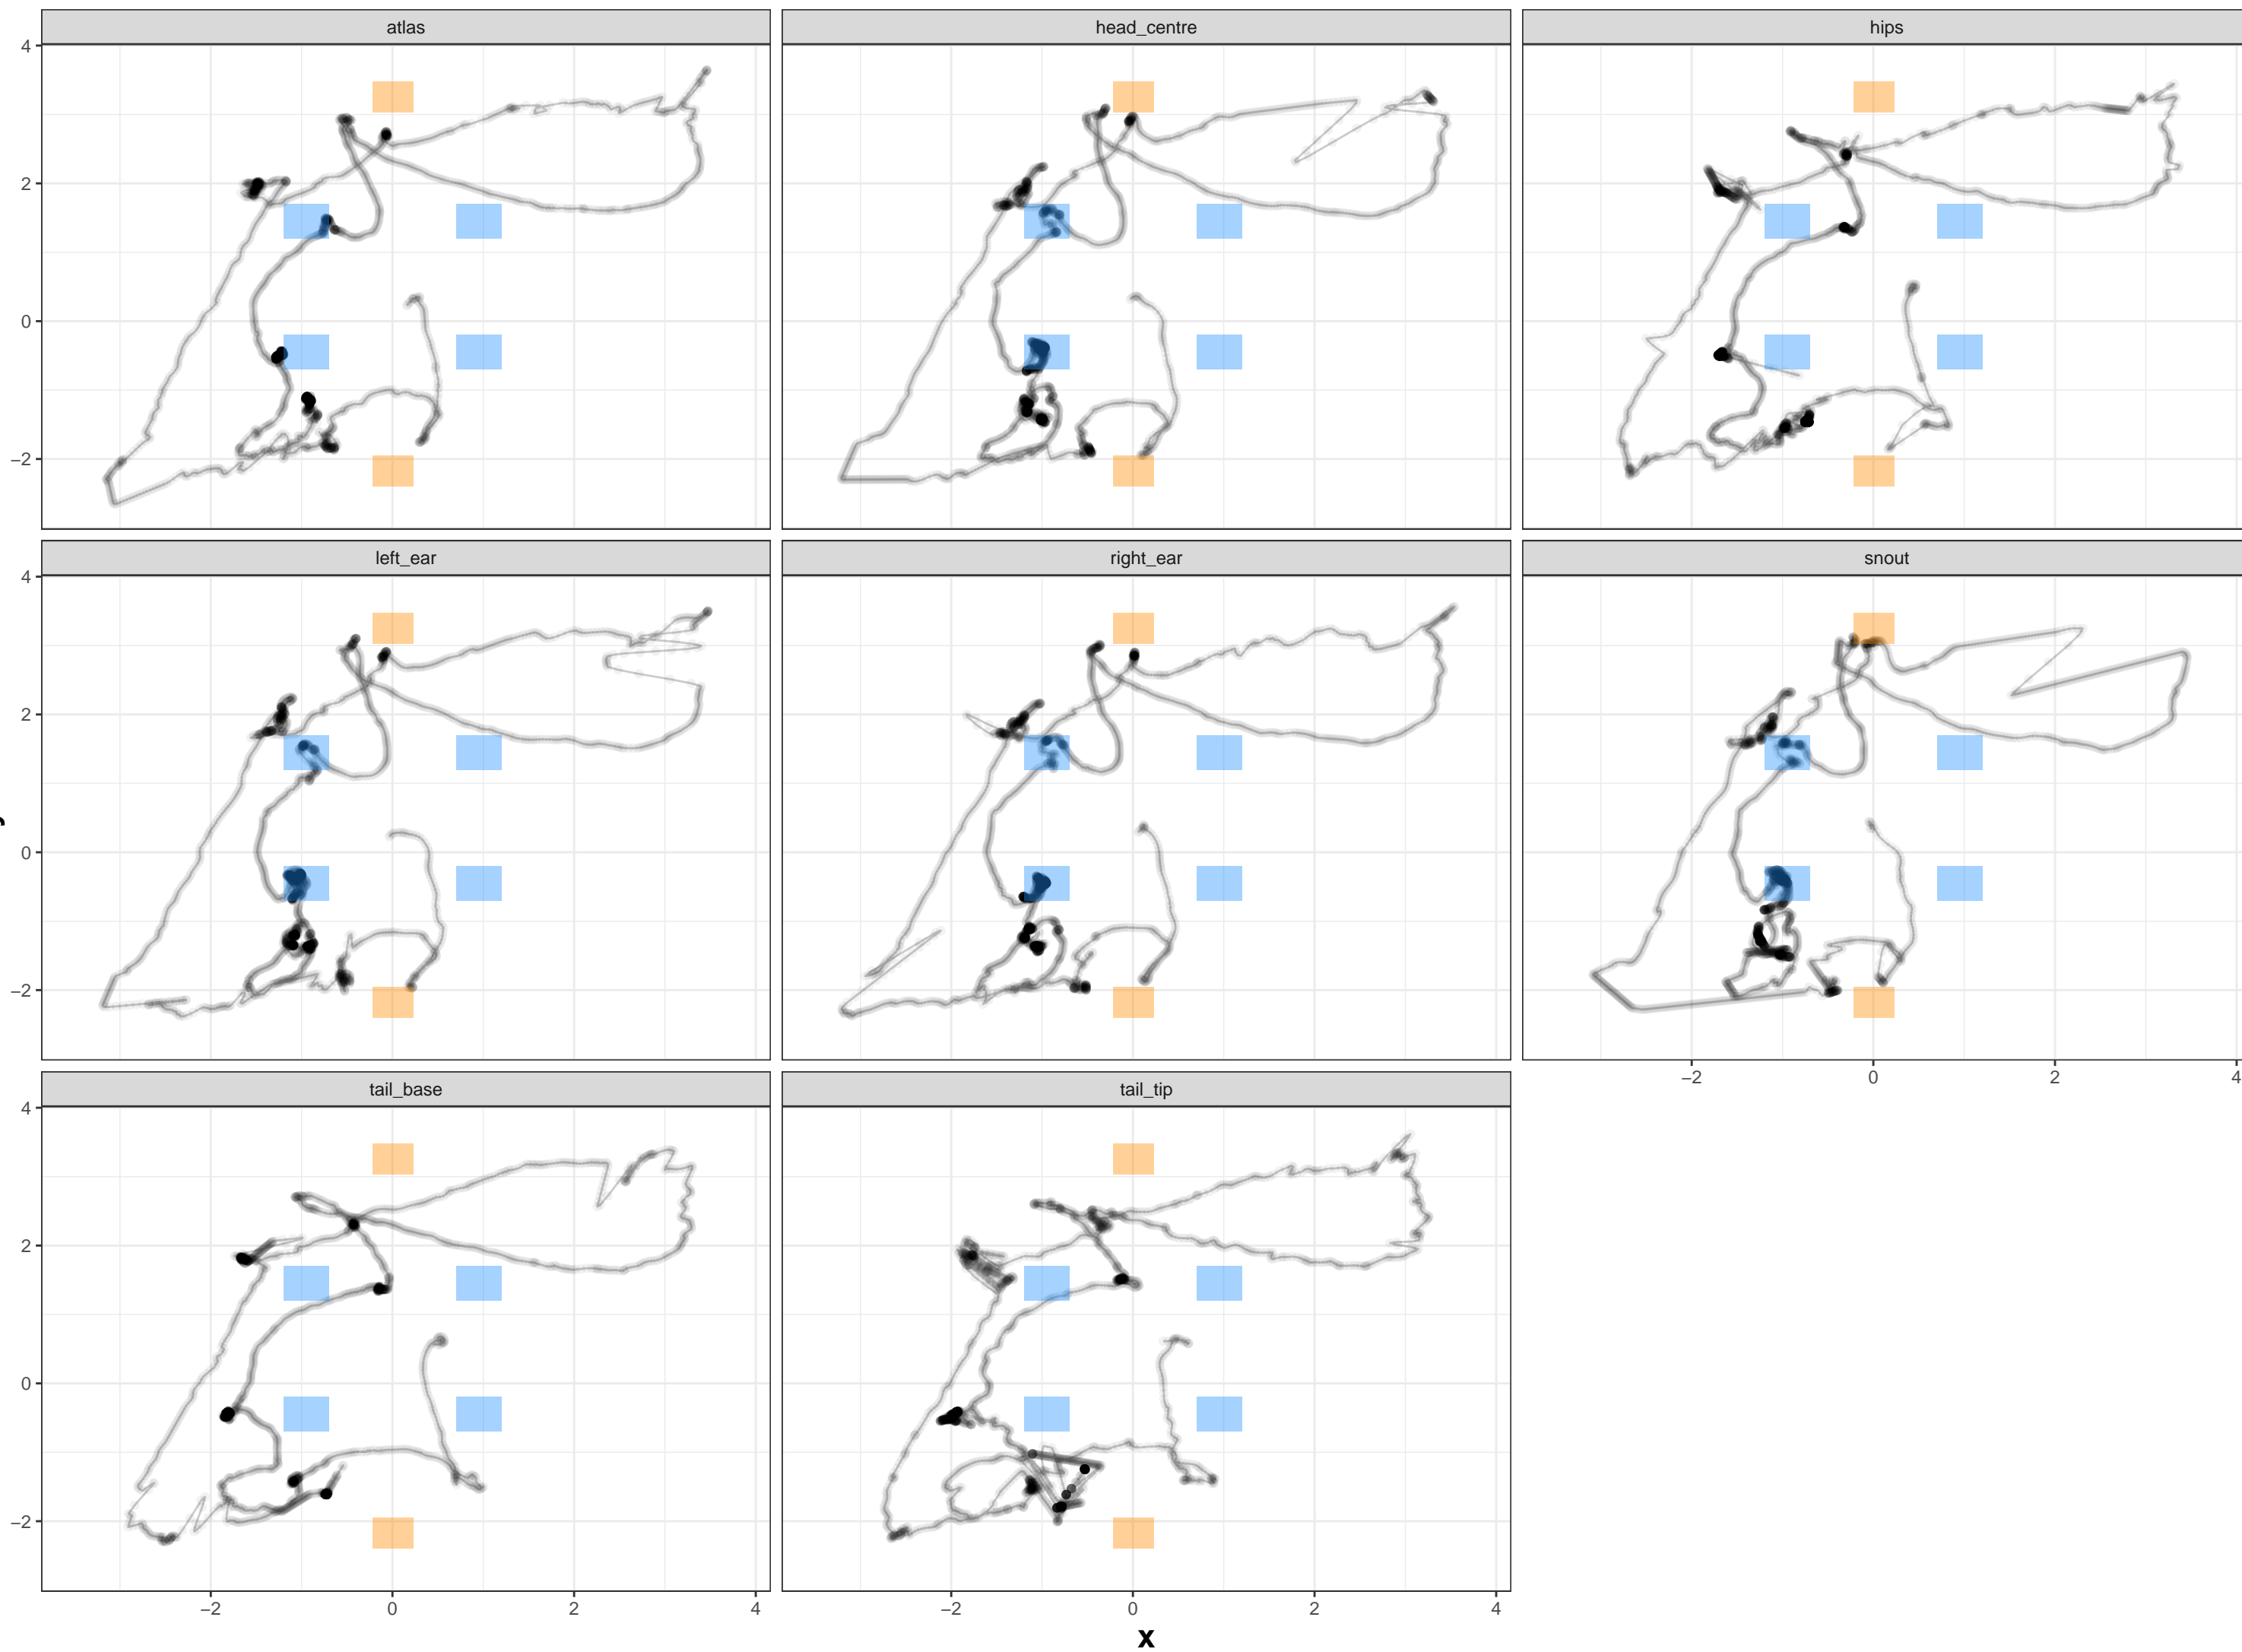 atlas head_centre hips
4
2
0
−2
left_ear right_ear snout
4
2
0
−2
−2 0 2 4
tail_base tail_tip
4
2
0
−2
−2 0 2 4 −2 0 2 4
x